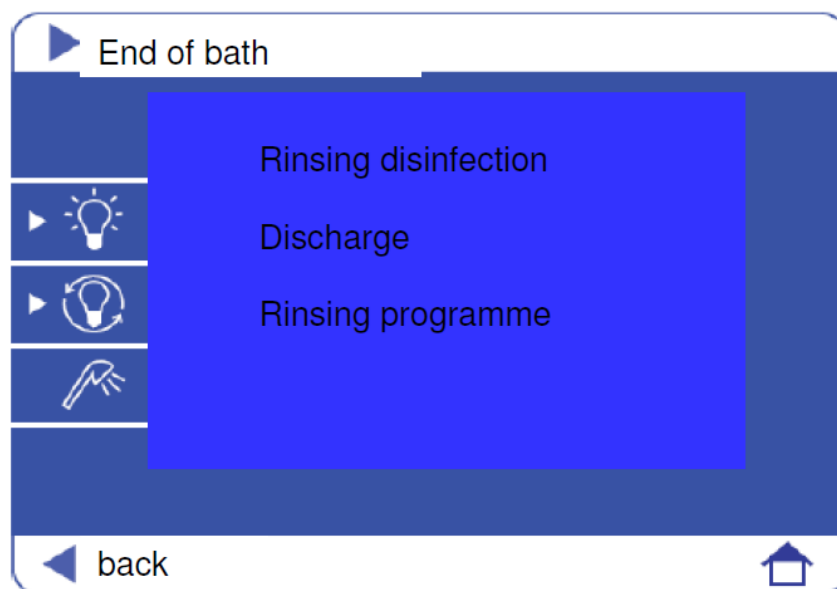 End of bath
Rinsing disinfection
Discharge
Rinsing programme
back